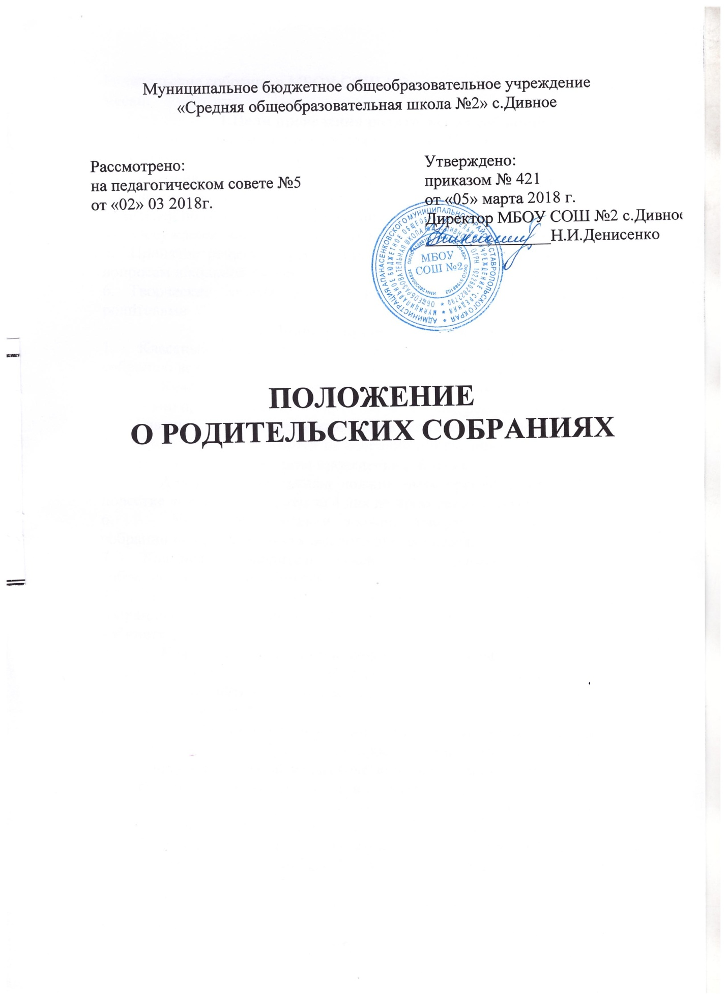 Муниципальное бюджетное общеобразовательное учреждение
«Средняя общеобразовательная школа №2» с.Дивное
Рассмотрено:
на педагогическом совете №5
от «02» 03 2018г.
Утверждено:
приказом № 421
от «05» марта 2018 г.
Директор МБОУ СОШ №2 с.Дивное
Н.И.Денисенко
АДМИНИСТРАЦИЯ АПАНАСЕНКОВСКОГО МУНИЦИПАЛЬНОГО РАЙОНА СТАВРОПОЛЬСКОГО КРАЯ
МУНИЦИПАЛЬНОЕ БЮДЖЕТНОЕ ОБЩЕОБРАЗОВАТЕЛЬНОЕ УЧРЕЖДЕНИЕ СРЕДНЯЯ
ОБЩЕОБРАЗОВАТЕЛЬНАЯ ШКОЛА №2 ДИВНОЕ * ОГРН 1022602622790
ИНН 2602004824 ОКПО 51988102
МБОУ
СОШ №2
ПОЛОЖЕНИЕ
О РОДИТЕЛЬСКИХ СОБРАНИЯХ